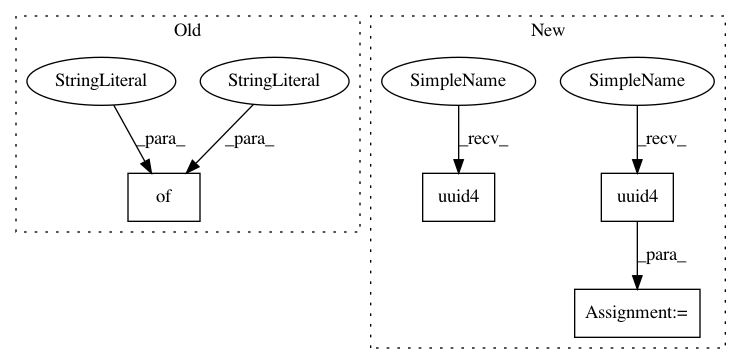 Old
New
StringLiteral
StringLiteral
SimpleName
SimpleName
_para_
_para_
_recv_
_recv_
of
uuid4
uuid4
_para_
Assignment:=